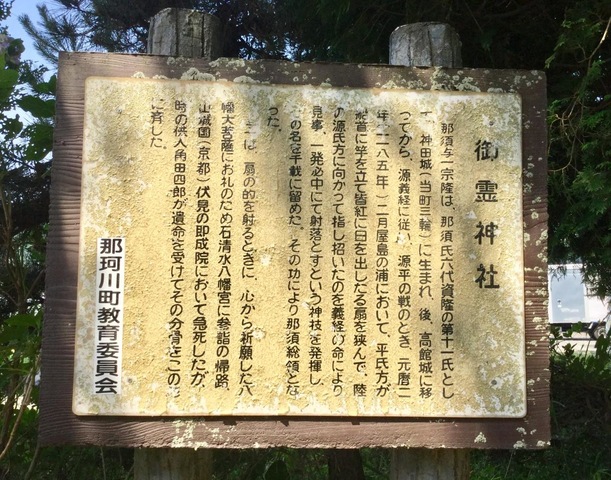 御霊神社
那須与一宗隆は、那須氏六代資隆の第十一氏とし
、神田城(当町三輪)に生まれ、後、高館城に移
ってから、源義経に従い、源平の戦のとき、元暦二
年(一一八五年)二月屋島の浦において、平氏方が
船首に竿を立て皆紅に日を出したる扇を狭んで、陸
の源氏方に向かって指し招いたのを義経の命により
見事、一発必中にて射落とすという神技を発揮し
の名を千載に留めた。その功により那須総領とな
った。
は、扇の的を射るときに、心から祈願した八
幡大菩薩にお礼のため石清水八幡宮に参詣の帰路、
山城国(京都)伏見の即成院において急死したが、
時の供人角田四郎が遺命を受けてその分骨をこの
に斉した。
那珂川町教育委員会